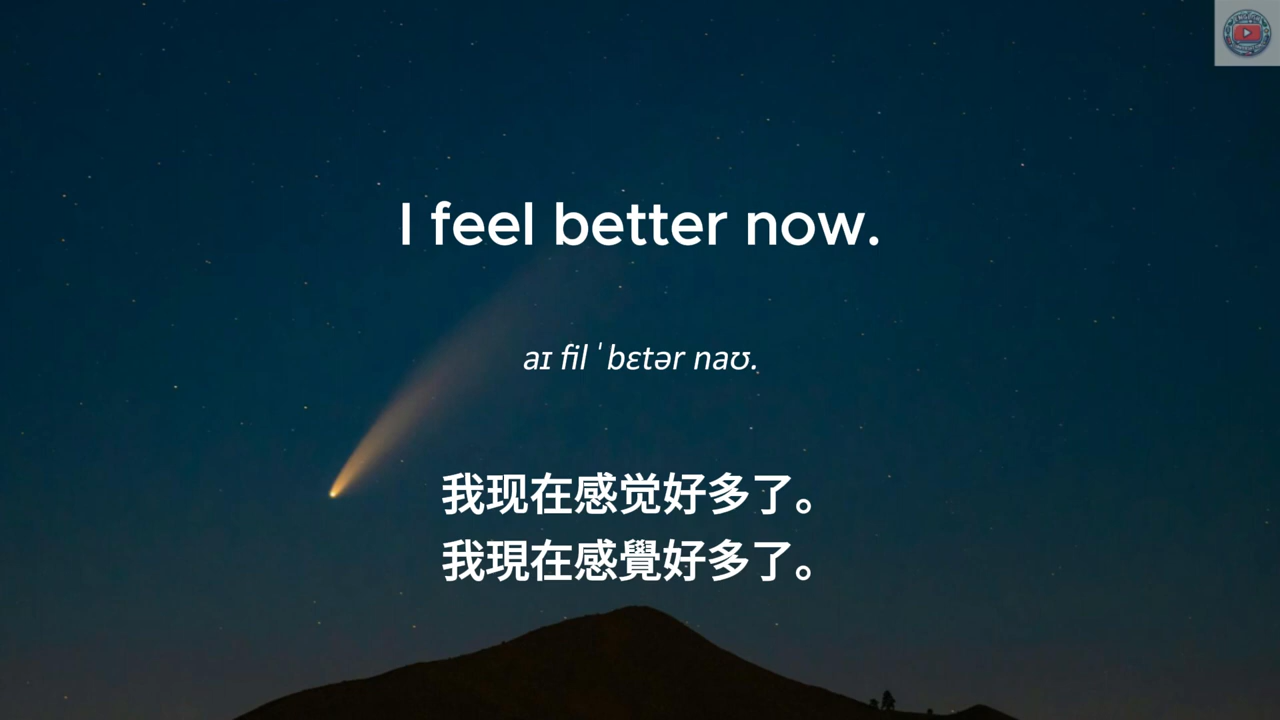 I feel better now.
aɪ fil ˈbɛtər naʊ.
我现在感觉好多了。
我現在感覺好多了。